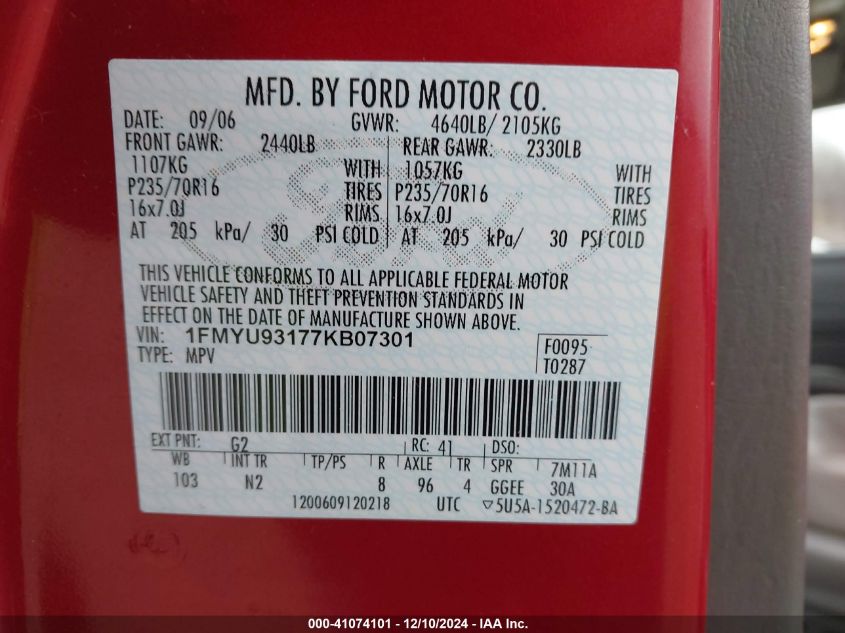 MFD. BY FORD MOTOR CO.
DATE: 09/06 GVWR: 4640LB/ 2105KG
FRONT GAWR: 2440LB REAR GAWR: 2330LB
1107KG WITH 1057KG WITH
P235/70R16 TIRES P235/70R16 TIRES
16x7.0J RIMS 16x7.0J RIMS
AT 205 kPa/ 30 PSI COLD AT 205 kPa/ 30 PSI COLD
Ford
THIS VEHICLE CONFORMS TO ALL APPLICABLE FEDERAL MOTOR
VEHICLE SAFETY AND THEFT PREVENTION STANDARDS IN
EFFECT ON THE DATE OF MANUFACTURE SHOWN ABOVE.
VIN: 1FMYU93177KB07301 F0095
TYPE: MPV T0287
EXT PNT: G2 RC: 41 DSO:
WB INT TR TP/PS R AXLE TR SPR 7M11A
103 N2 8 96 4 GGEE 30A
1200609120218 UTC ▽5U5A-1520472-BA
000-41074101 - 12/10/2024 - IAA Inc.